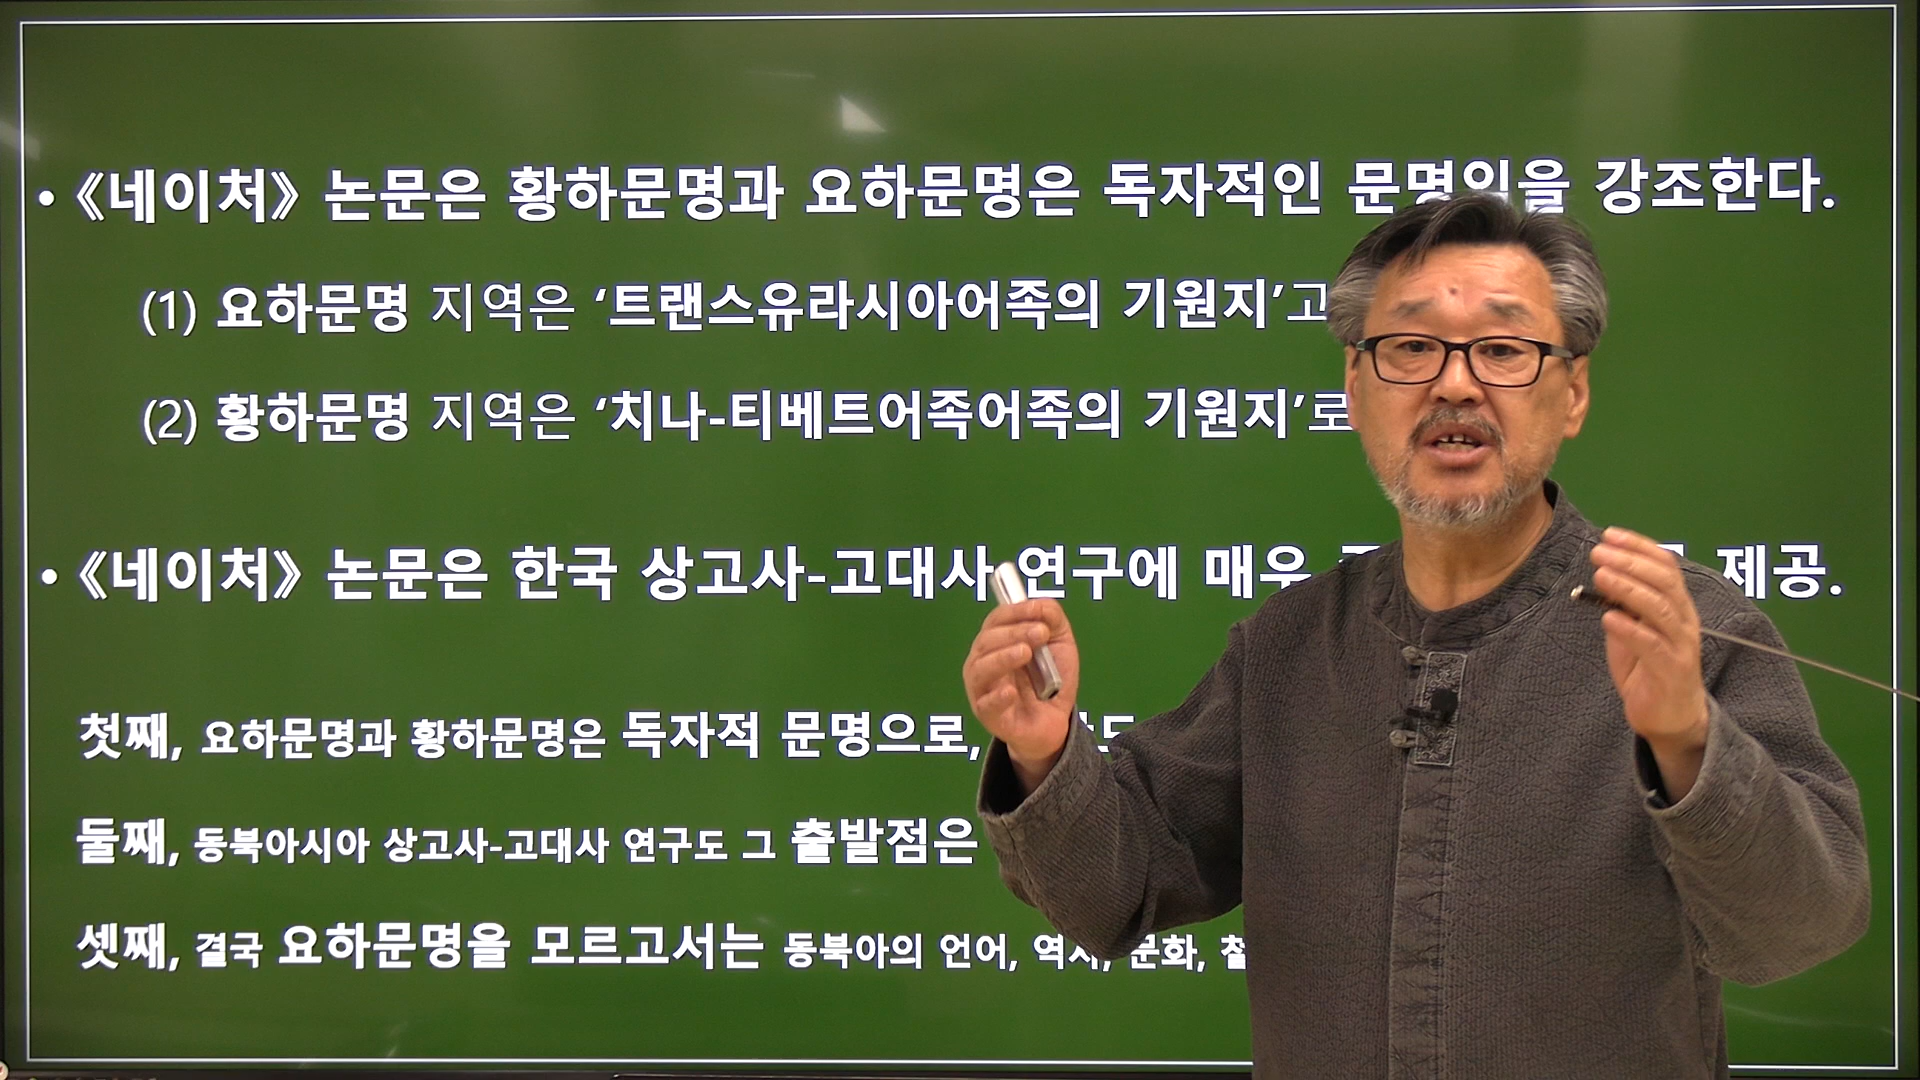 • 《네이처》 논문은 황하문명과 요하문명은 독자적인 문명임을 강조한다.
(1) 요하문명 지역은 ‘트랜스유라시아어족의 기원지’고
(2) 황하문명 지역은 ‘치나-티베트어족어족의 기원지’로
• 《네이처》 논문은 한국 상고사-고대사 연구에 매우 제공.
첫째, 요하문명과 황하문명은 독자적 문명으로,
둘째, 동북아시아 상고사-고대사 연구도 그 출발점은
셋째, 결국 요하문명을 모르고서는 동북아의 언어, 역사, 문화,